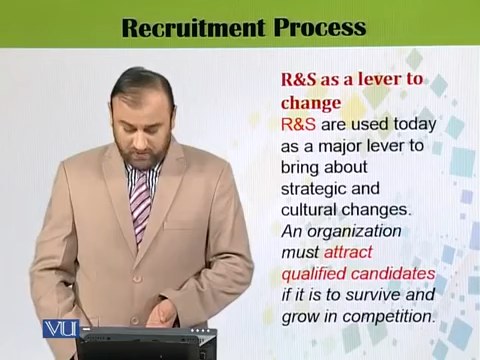 Recruitment Process
R&S as a lever to
change
R&S are used today
as a major lever to
bring about
strategic and
cultural changes.
An organization
must attract
qualified candidates
if it is to survive and
grow in competition.
VU